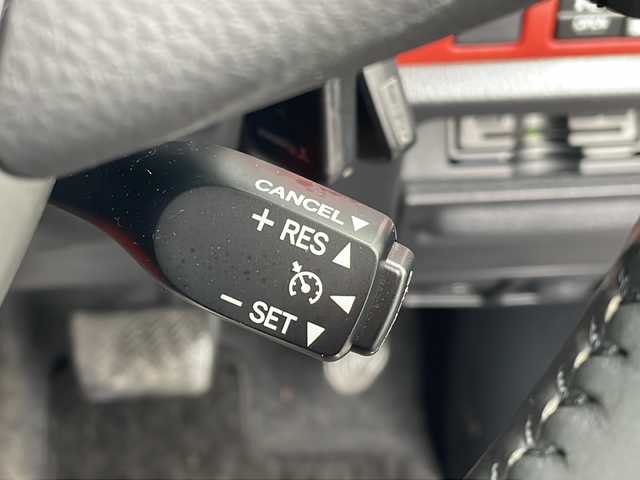 CANCEL ▼
+ RES ▲
− SET ▼